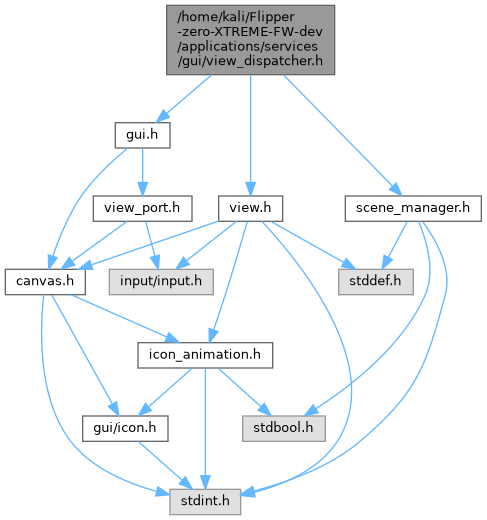 /home/kali/Flipper
-zero-XTREME-FW-dev
/applications/services
/gui/view_dispatcher.h
gui.h
view_port.h
view.h
scene_manager.h
canvas.h
input/input.h
stddef.h
icon_animation.h
gui/icon.h
stdbool.h
stdint.h